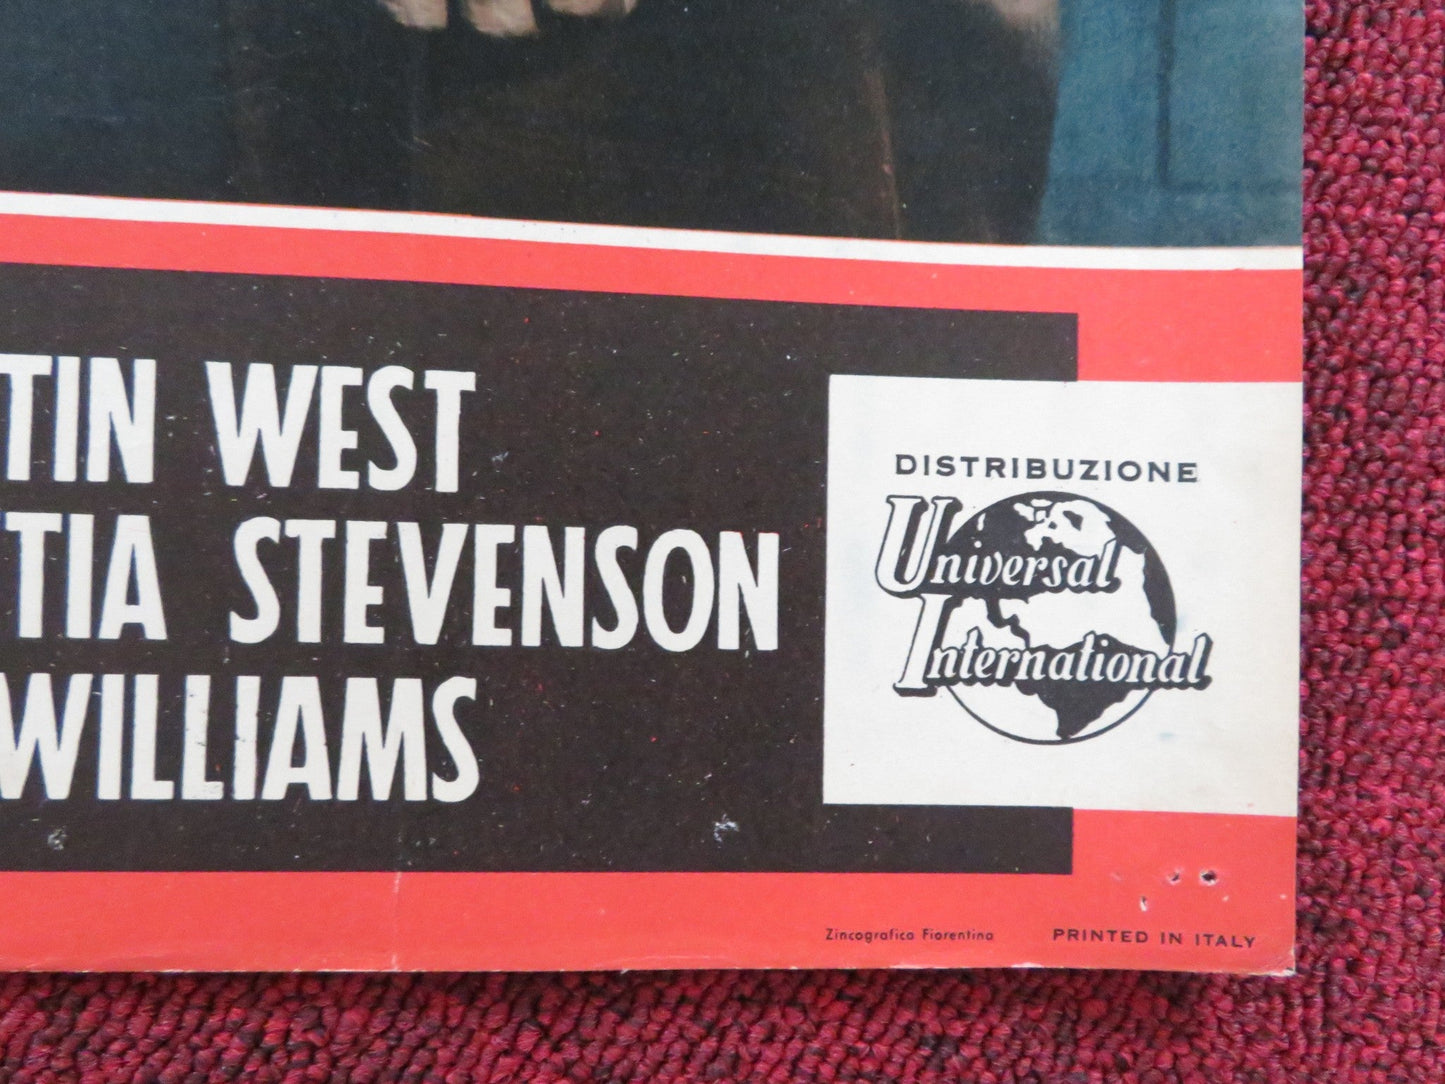 TIN WEST
TIA STEVENSON
WILLIAMS
DISTRIBUZIONE
Universal
International
Zincografica Fiorentina
PRINTED IN ITALY